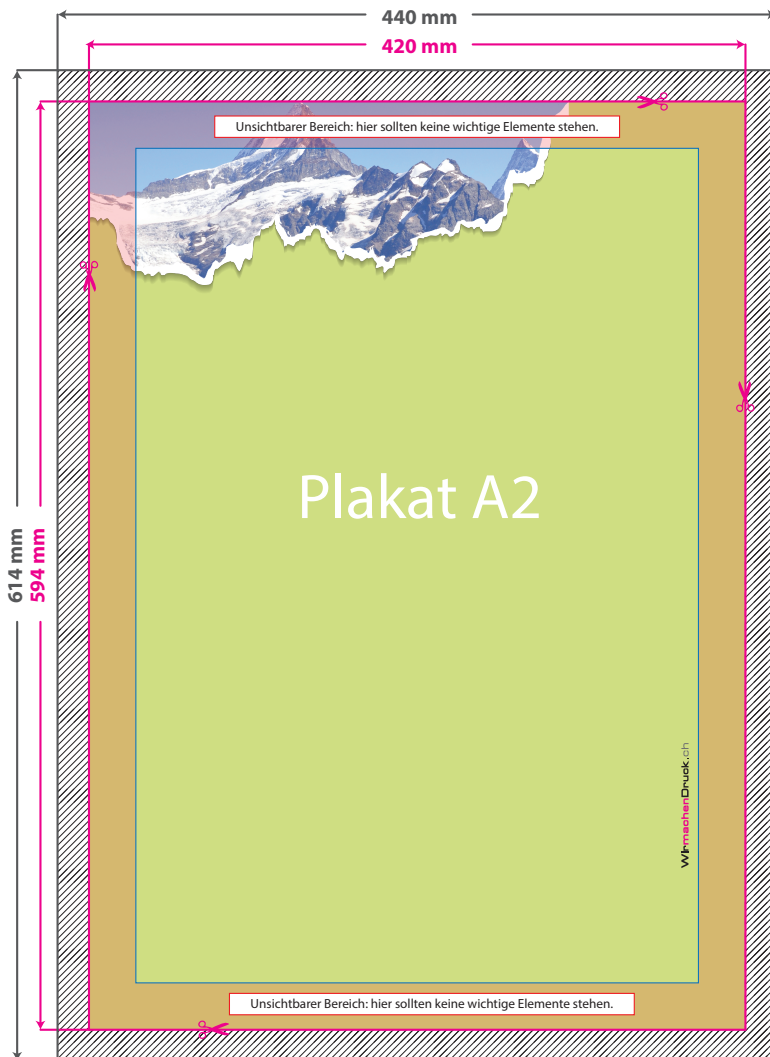 440 mm
420 mm
Unsichtbarer Bereich: hier sollten keine wichtige Elemente stehen.
Plakat A2
614 mm
594 mm
WirmachenDruck.ch
Unsichtbarer Bereich: hier sollten keine wichtige Elemente stehen.